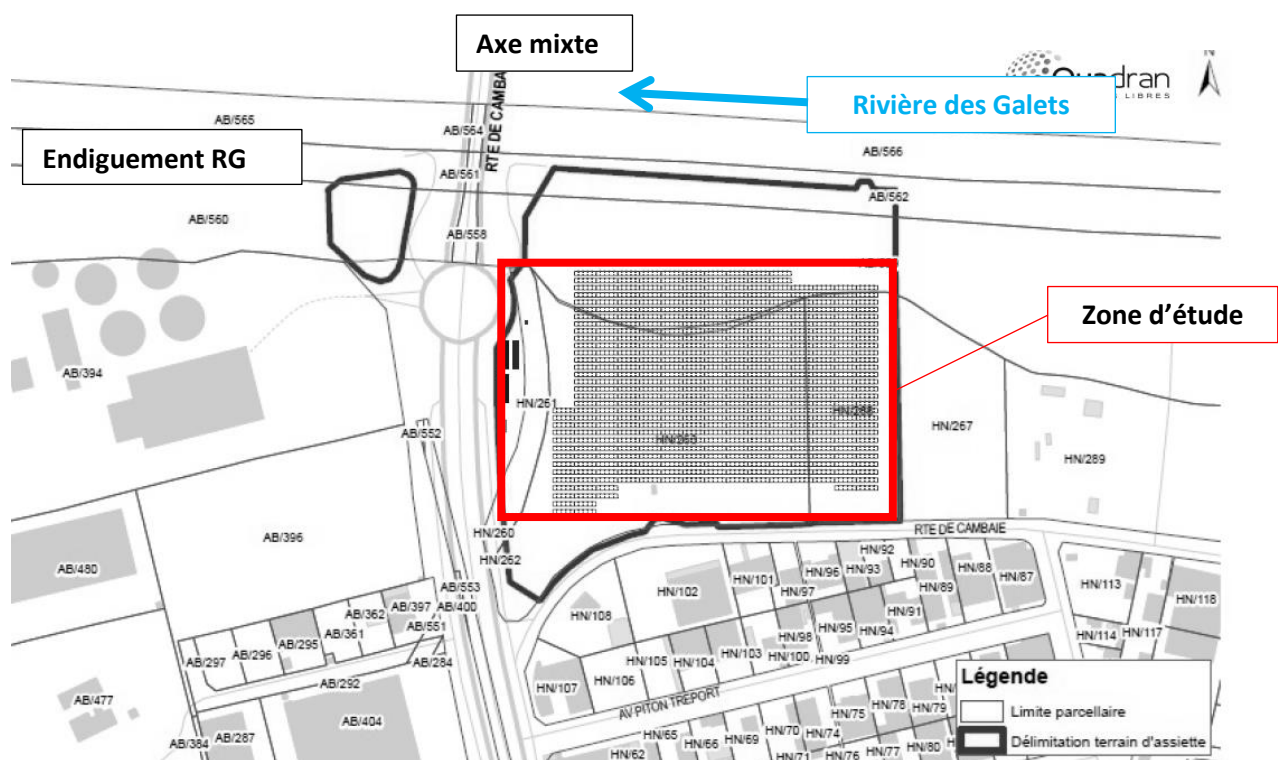 Axe mixte
N
Quadran
LIBRES
Rivière des Galets
RTE DE CAMBAIE
AB/565
AB/564
AB/566
Endiguement RG
AB/561
AB/562
AB/560
AB/558
Zone d'étude
AB/394
HN/261
HN/267
HN/289
AB/552
RTE DE CAMBAIE
HN/260
HN/262
AB/396
AB/480
HN/92
HN/101
HN/96
HN/93
HN/90
HN/88
HN/87
HN/102
HN/97
HN/89
HN/113
HN/118
AB/553
AB/397
AB/400
AB/362
AB/551
AB/361
AB/295
AB/296
AB/297
AB/284
AB/292
HN/108
HN/91
HN/95
HN/94
HN/98
HN/114
HN/117
HN/105
HN/104
HN/103
HN/100
HN/99
HN/107
HN/106
AB/477
AB/404
AB/384
AB/287
AV PITON TREPORT
HN/78
HN/79
HN/75
HN/74
HN/70
HN/69
HN/66
HN/65
HN/62
HN/71
HN/76
HN/77
HN/80
Légende
Limite parcellaire
Délimitation terrain d'assiette